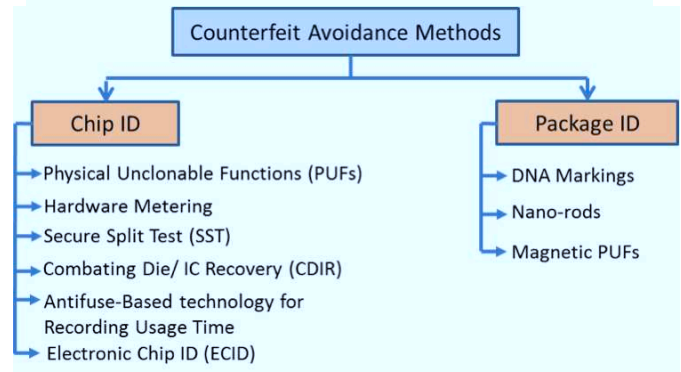 Counterfeit Avoidance Methods
Chip ID
Physical Unclonable Functions (PUFs)
Hardware Metering
Secure Split Test (SST)
Combating Die/ IC Recovery (CDIR)
Antifuse-Based technology for
Recording Usage Time
Electronic Chip ID (ECID)
Package ID
DNA Markings
Nano-rods
Magnetic PUFs